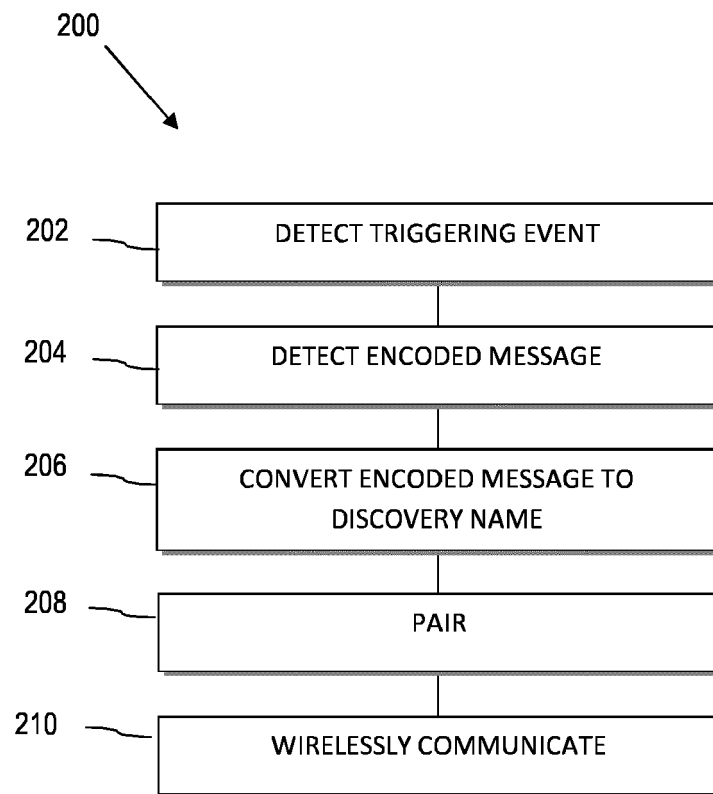 200
202
DETECT TRIGGERING EVENT
204
DETECT ENCODED MESSAGE
206
CONVERT ENCODED MESSAGE TO
DISCOVERY NAME
208
PAIR
210
WIRELESSLY COMMUNICATE